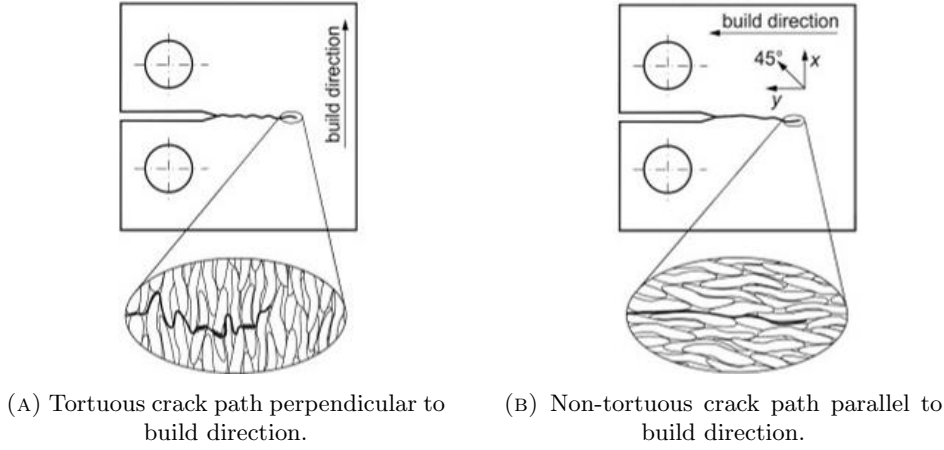 build direction
build direction
45°
x
y
(A) Tortuous crack path perpendicular to
build direction.
(B) Non-tortuous crack path parallel to
build direction.